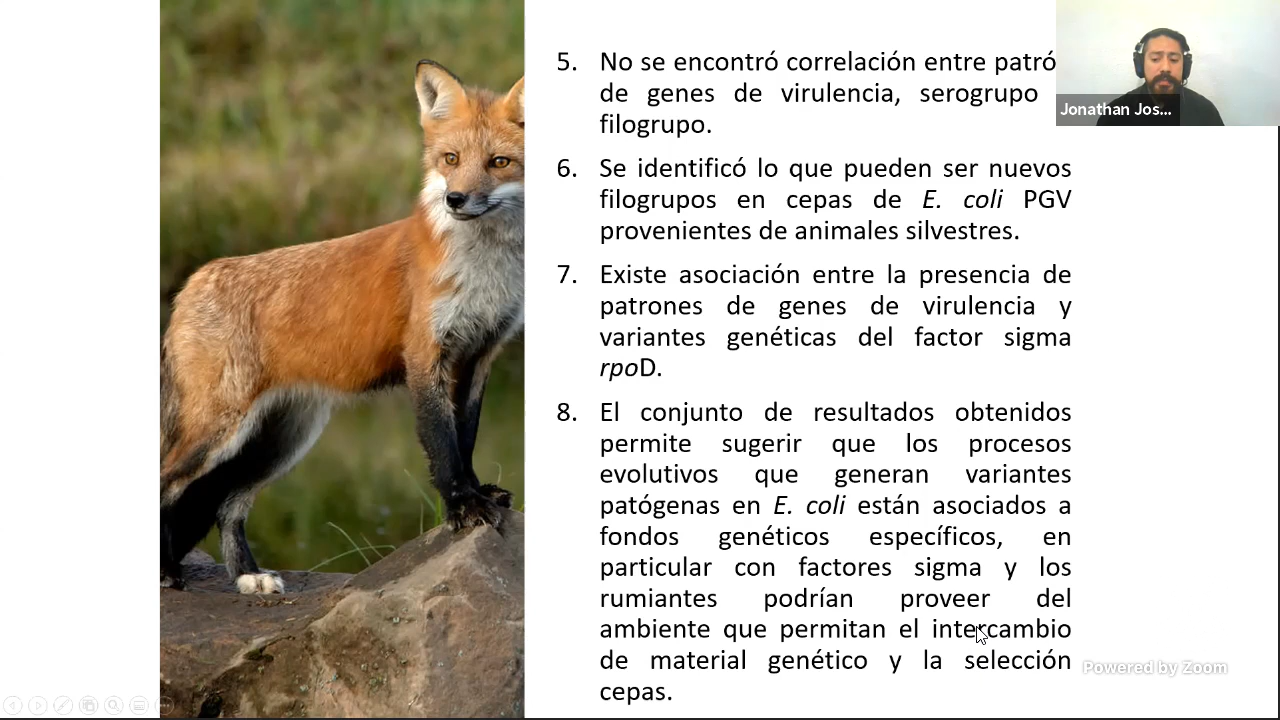 5. No se encontró correlación entre patró
de genes de virulencia, serogrupo
filogrupo.
6. Se identificó lo que pueden ser nuevos
filogrupos en cepas de E. coli PGV
provenientes de animales silvestres.
7. Existe asociación entre la presencia de
patrones de genes de virulencia y
variantes genéticas del factor sigma
rpoD.
8. El conjunto de resultados obtenidos
permite sugerir que los procesos
evolutivos que generan variantes
patógenas en E. coli están asociados a
fondos genéticos específicos, en
particular con factores sigma y los
rumiantes podrían proveer del
ambiente que permitan el intercambio
de material genético y la selección
cepas.
Jonathan Jos...
Powered by Zoom